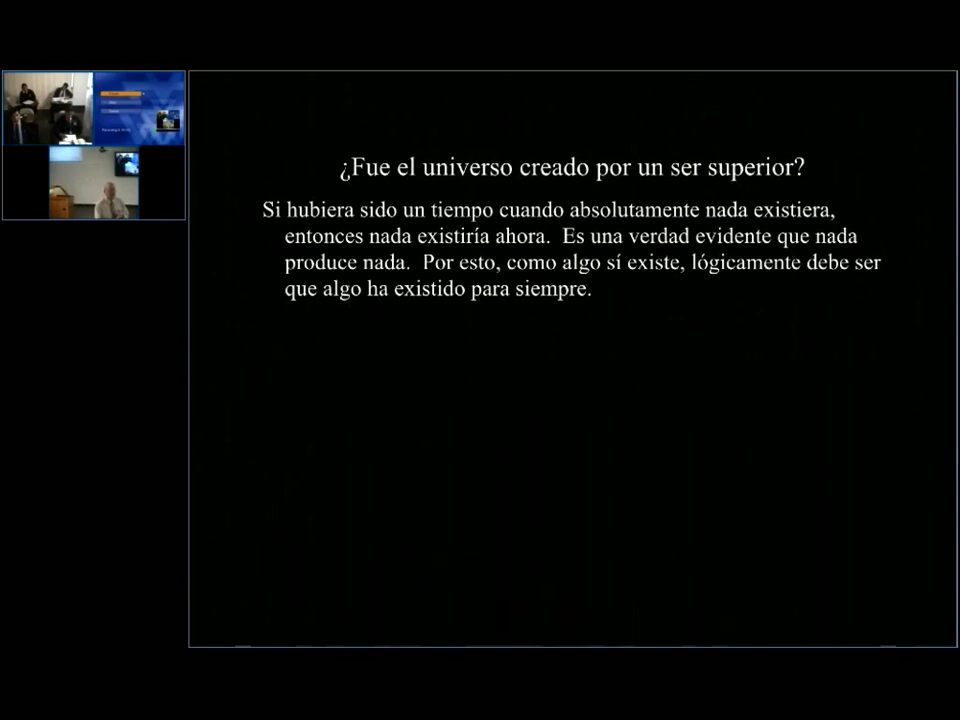 ¿Fue el universo creado por un ser superior?
Si hubiera sido un tiempo cuando absolutamente nada existiera,
entonces nada existiría ahora. Es una verdad evidente que nada
produce nada. Por esto, como algo sí existe, lógicamente debe ser
que algo ha existido para siempre.